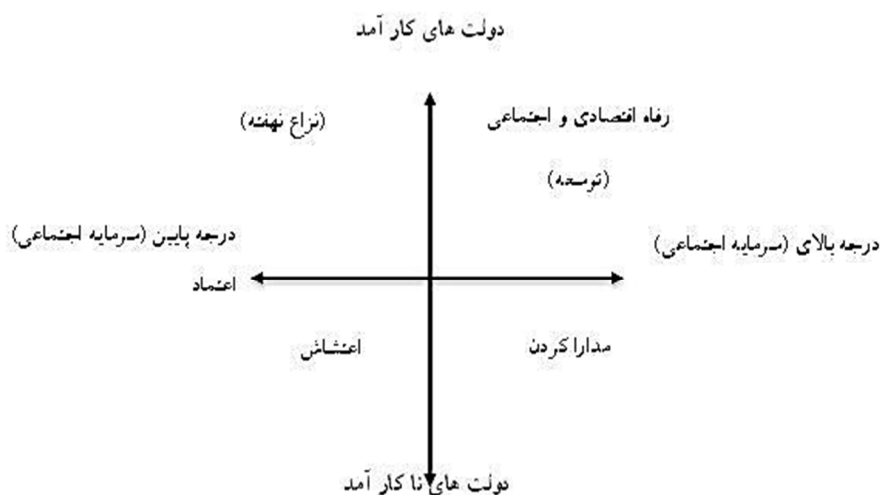 دولت های کار آمد
رفاه اقتصادی و اجتماعی
(نزاع نهفته)
(توسعه)
درجه بالای (سرمایه اجتماعی)
درجه پایین (سرمایه اجتماعی)
اعتماد
مدارا کردن
اعتشاش
دولت های نا کار آمد